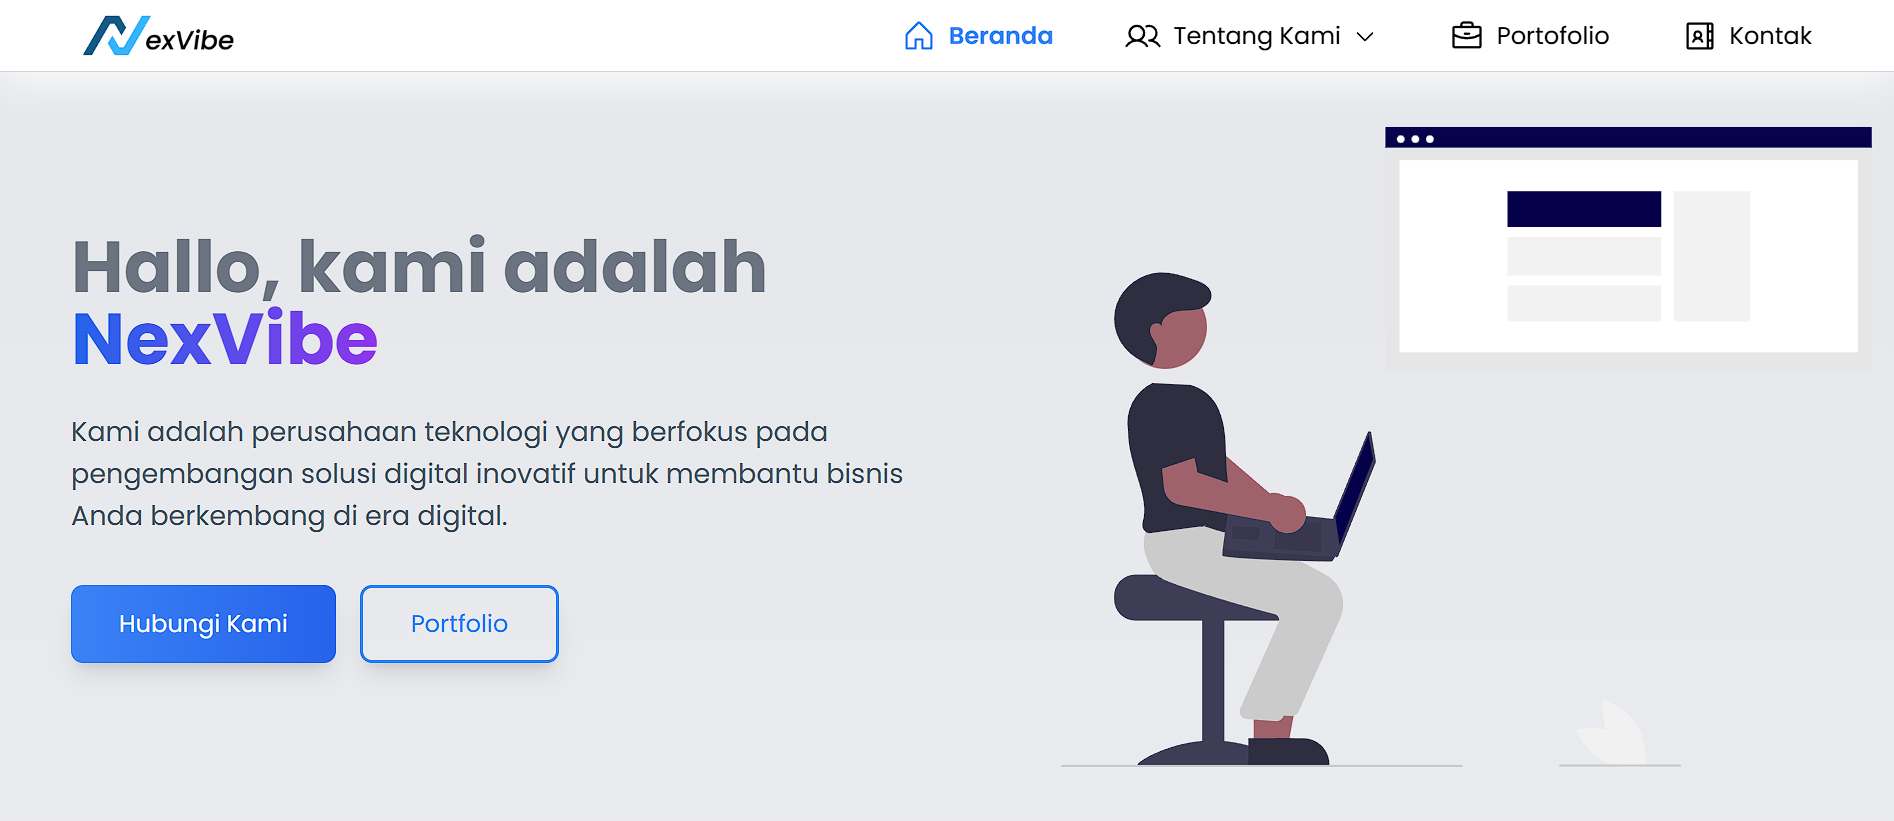 NexVibe
Beranda
Tentang Kami
Portofolio
Kontak
Hallo, kami adalah
NexVibe
Kami adalah perusahaan teknologi yang berfokus pada
pengembangan solusi digital inovatif untuk membantu bisnis
Anda berkembang di era digital.
Hubungi Kami
Portfolio